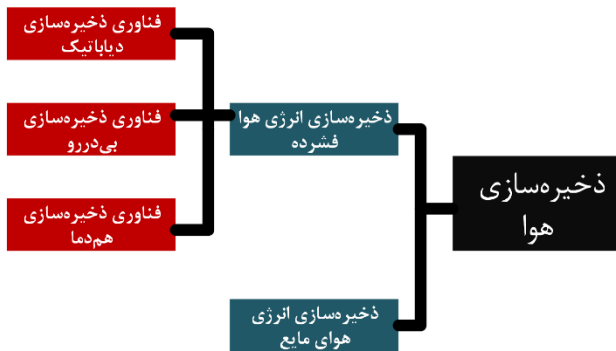 ذخیره‌سازی
هوا
ذخیره‌سازی انرژی هوا
فشرده
فناوری ذخیره‌سازی
دیاباتیک
فناوری ذخیره‌سازی
بی‌دررو
فناوری ذخیره‌سازی
هم‌دما
ذخیره‌سازی انرژی
هوای مایع